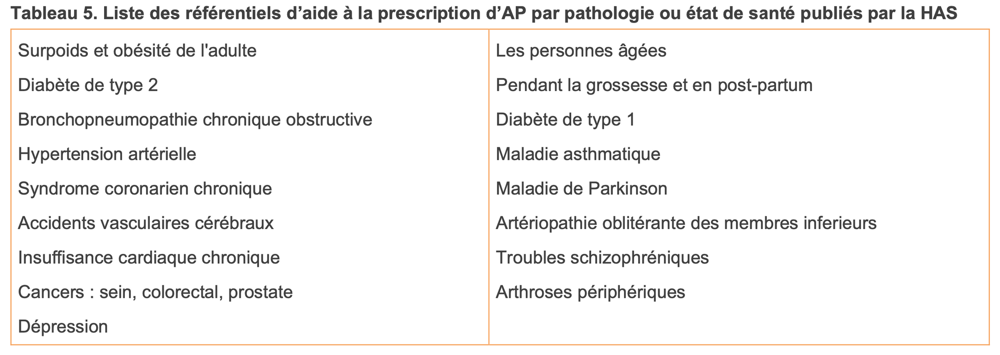 Tableau 5. Liste des référentiels d’aide à la prescription d’AP par pathologie ou état de santé publiés par la HAS
Surpoids et obésité de l'adulte
Diabète de type 2
Bronchopneumopathie chronique obstructive
Hypertension artérielle
Syndrome coronarien chronique
Accidents vasculaires cérébraux
Insuffisance cardiaque chronique
Cancers : sein, colorectal, prostate
Dépression
Les personnes âgées
Pendant la grossesse et en post-partum
Diabète de type 1
Maladie asthmatique
Maladie de Parkinson
Artériopathie oblitérante des membres inferieurs
Troubles schizophréniques
Arthroses périphériques